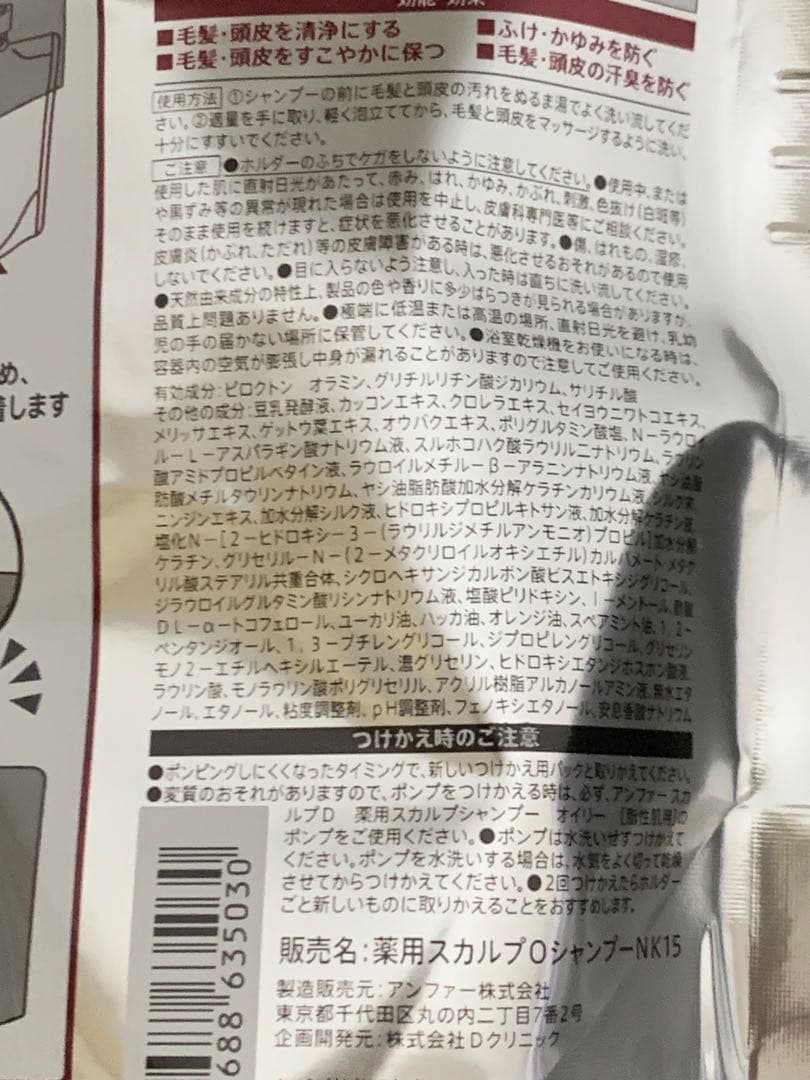 効能・効果
■毛髪・頭皮を清浄にする ■ふけ・かゆみを防ぐ
■毛髪・頭皮をすこやかに保つ ■毛髪・頭皮の汗臭を防ぐ
使用方法 ①シャンプーの前に毛髪と頭皮の汚れをぬるま湯でよく洗い流してくだ
さい。②適量を手に取り、軽く泡立ててから、毛髪と頭皮をマッサージするように洗い、
十分にすすいでください。
ご注意 ●ホルダーのふちでケガをしないように注意してください。●使用中、または
使用した肌に直射日光があたって、赤み、はれ、かゆみ、かぶれ、刺激、色抜け(白斑等)
や黒ずみ等の異常が現れた場合は使用を中止し、皮膚科専門医等にご相談ください。
そのまま使用を続けますと、症状を悪化させることがあります。●傷、はれもの、湿疹、
皮膚炎(かぶれ、ただれ)等の皮膚障害がある時は、悪化させるおそれがあるので使用
しないでください。●目に入らないよう注意し、入った時は直ちに洗い流してください。
●天然由来成分の特性上、製品の色や香りに多少ばらつきが見られる場合がありますが、
品質上問題ありません。●極端に低温または高温の場所、直射日光を避け、乳幼
児の手の届かない場所に保管してください。●浴室乾燥機をお使いになる時は、
容器内の空気が膨張し中身が漏れることがありますので注意してご使用ください。
有効成分:ピロクトン オラミン、グリチルリチン酸ジカリウム、サリチル酸
その他の成分:豆乳発酵液、カッコンエキス、クロレラエキス、セイヨウニワトコエキス、
メリッサエキス、ゲットウ葉エキス、オウバクエキス、ポリグルタミン酸塩、N-ラウロイ
ル-L-アスパラギン酸ナトリウム液、スルホコハク酸ラウリル二ナトリウム、ラウリン
酸アミドプロピルベタイン液、ラウロイルメチル-β-アラニンナトリウム液、ヤシ油脂
肪酸メチルタウリンナトリウム、ヤシ油脂肪酸加水分解ケラチンカリウム液、シルク末、
ニンジンエキス、加水分解シルク液、ヒドロキシプロピルキトサン液、加水分解ケラチン液、
塩化N-[2-ヒドロキシ-3-(ラウリルジメチルアンモニオ)プロピル]加水分解
ケラチン、グリセリル-N-(2-メタクリロイルオキシエチル)カルバメート・メタク
リル酸ステアリル共重合体、シクロヘキサンジカルボン酸ビスエトキシジグリコール、
ジラウロイルグルタミン酸リシンナトリウム液、塩酸ピリドキシン、l-メントール、酢酸
DL-α-トコフェロール、ユーカリ油、ハッカ油、オレンジ油、スペアミント油、1,2-
ペンタンジオール、1,3-ブチレングリコール、ジプロピレングリコール、グリセリン
モノ2-エチルヘキシルエーテル、濃グリセリン、ヒドロキシエタンジホスホン酸液、
ラウリン酸、モノラウリン酸ポリグリセリル、アクリル樹脂アルカノールアミン液、無水エタ
ノール、エタノール、粘度調整剤、pH調整剤、フェノキシエタノール、安息香酸ナトリウム
つけかえ時のご注意
●ポンピングしにくくなったタイミングで、新しいつけかえ用パックと取りかえてください。
●変質のおそれがありますので、ポンプをつけかえる時は、必ず、アンファー スカ
ルプD 薬用スカルプシャンプー オイリー [脂性肌用]の
ポンプをご使用ください。●ポンプは水洗いせずつけかえて
ください。ポンプを水洗いする場合は、水気をよく切って乾燥
させてからつけかえてください。●2回つけかえたらホルダー
ごと新しいものに取りかえることをおすすめします。
販売名:薬用スカルプOシャンプーNK15
製造販売元:アンファー株式会社
東京都千代田区丸の内二丁目7番2号
企画開発元:株式会社Dクリニック
688 635030
め、
着します